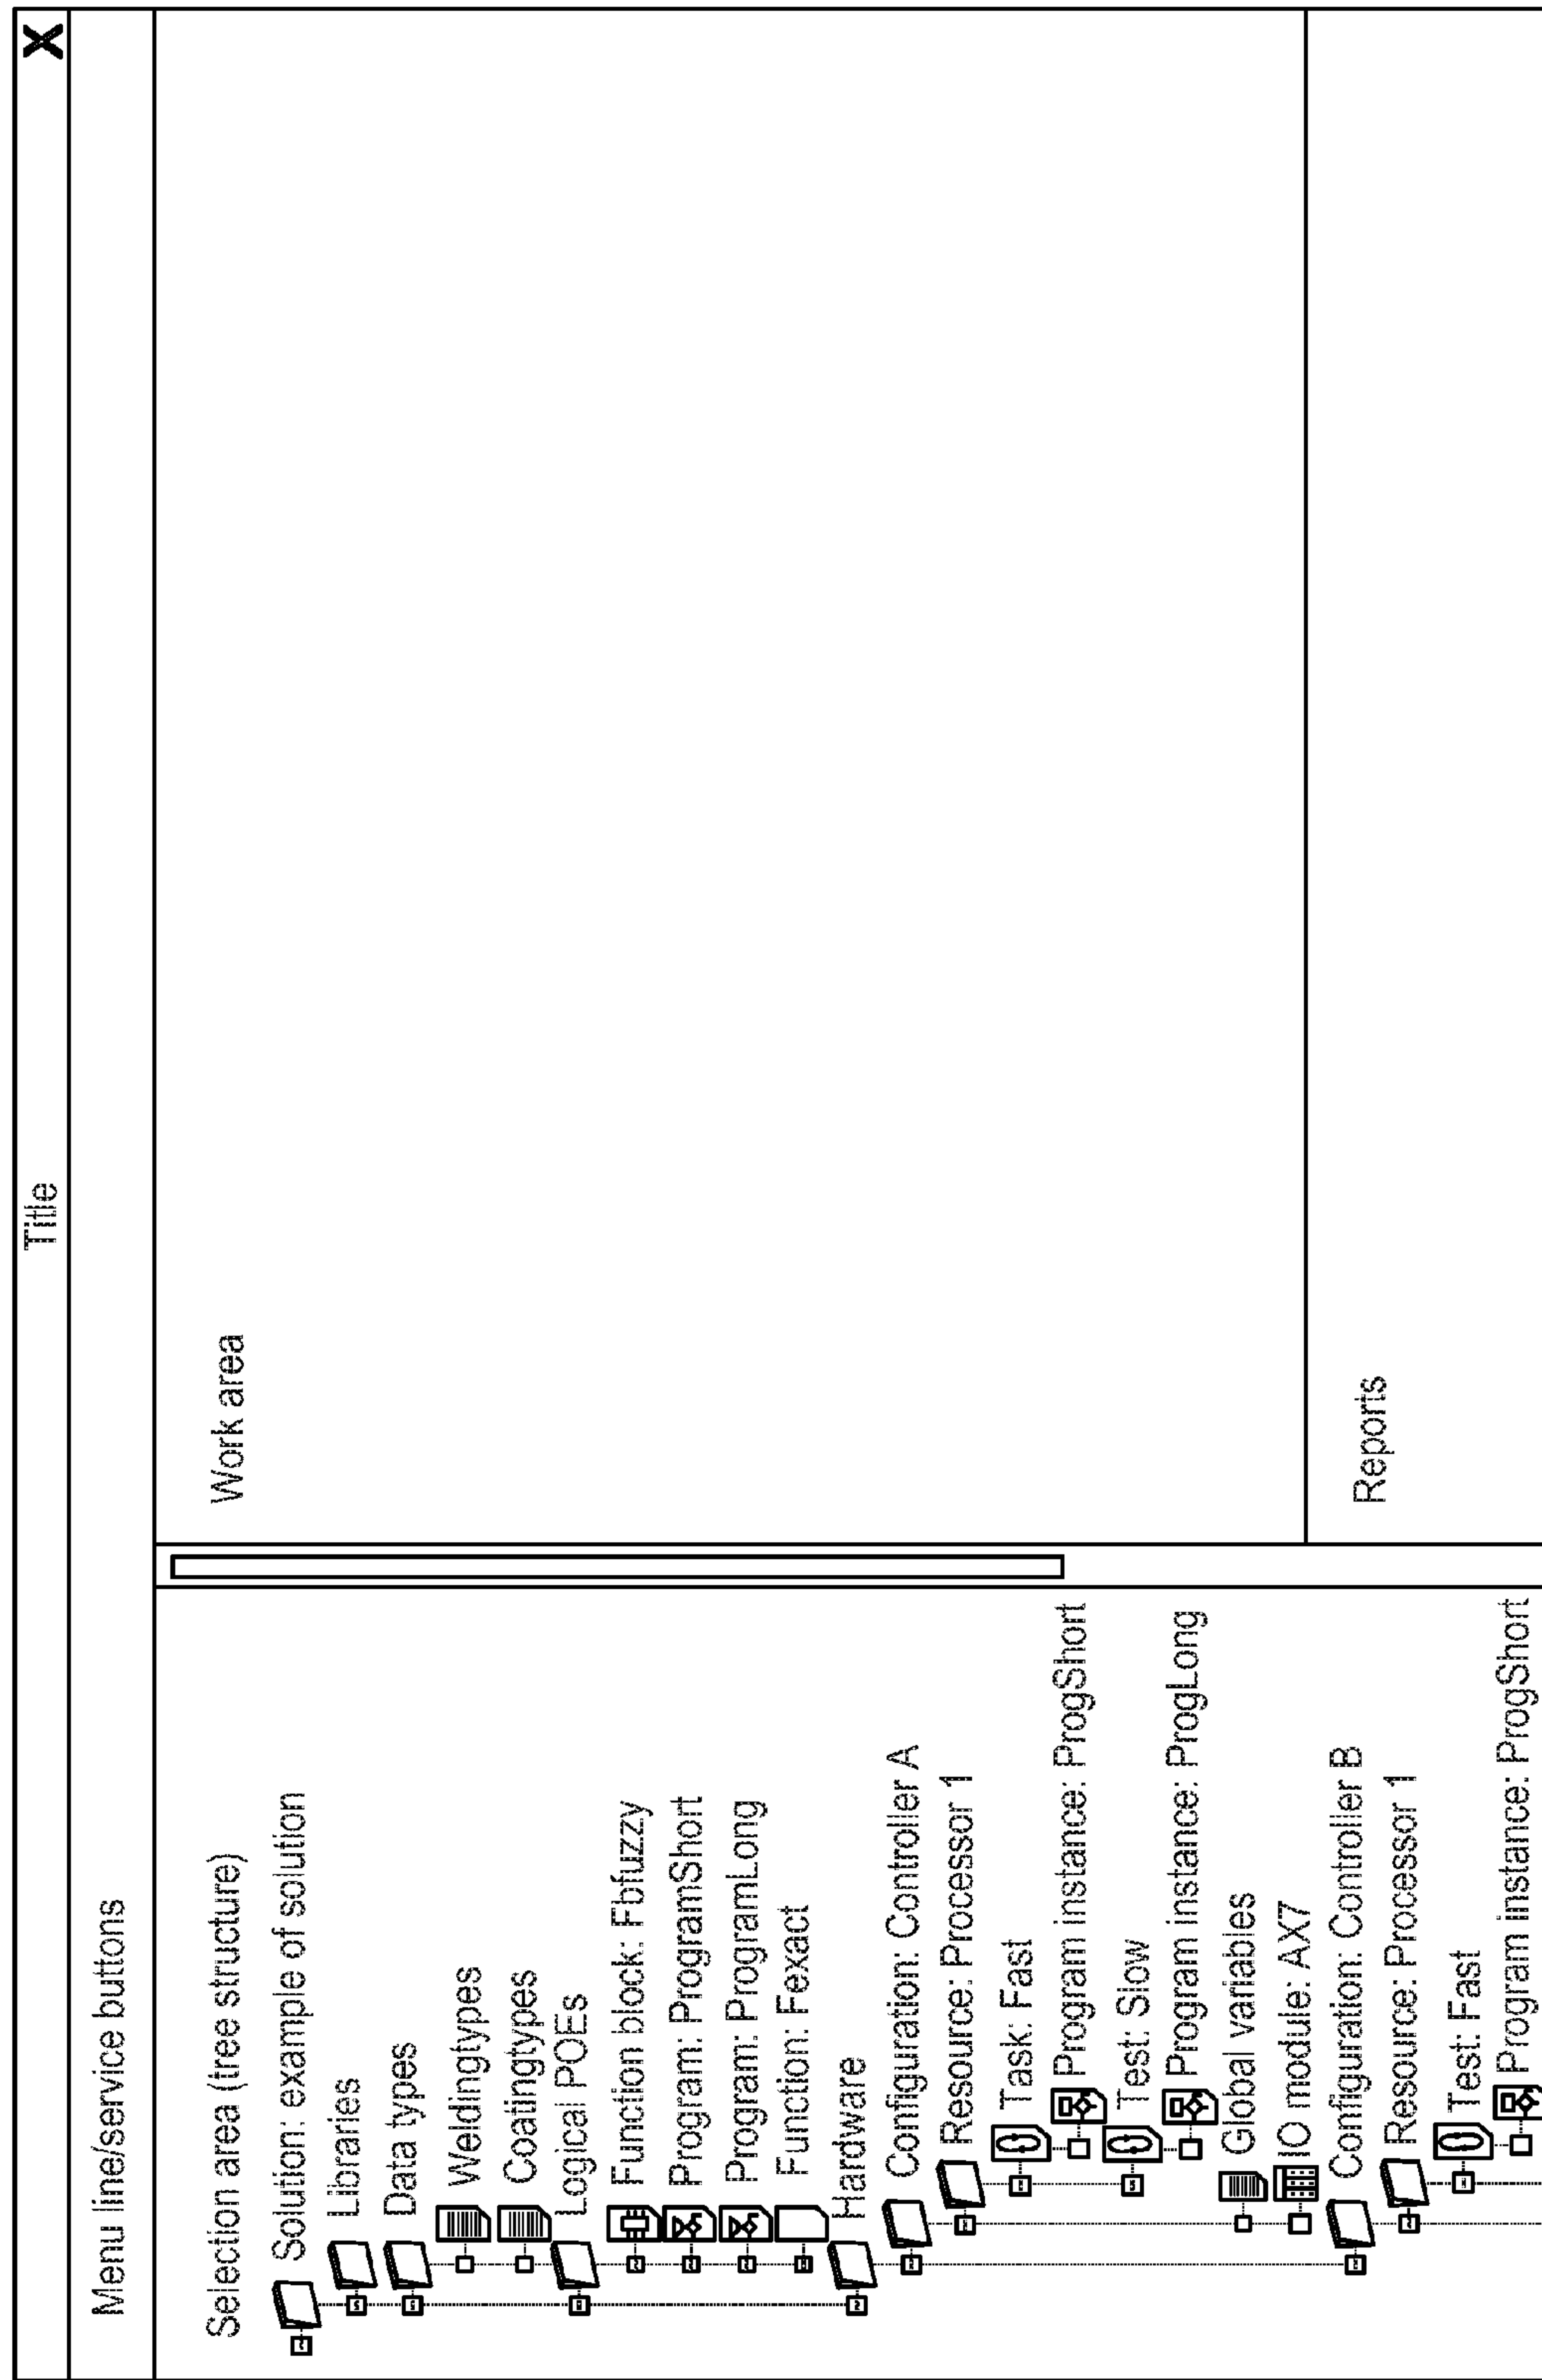 Title
X
Menu line/service buttons
Selection area (tree structure)
Solution: example of solution
Libraries
Data types
Weldingtypes
Coatingtypes
Logical POEs
Function block: Fbfuzzy
Program: ProgramShort
Program: ProgramLong
Function: Fexact
Hardware
Configuration: Controller A
Resource: Processor 1
Task: Fast
Program instance: ProgShort
Test: Slow
Program instance: ProgLong
Global variables
IO module: AX7
Configuration: Controller B
Resource: Processor 1
Test: Fast
Program instance: ProgShort
Work area
Reports